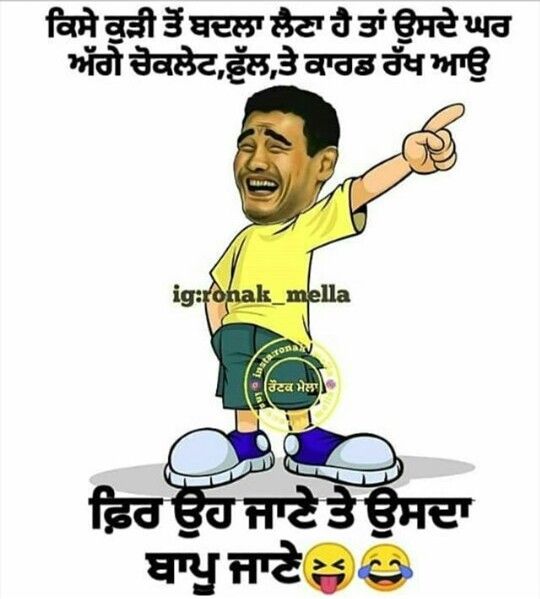 ਕਿਸੇ ਕੁੜੀ ਤੋਂ ਬਦਲਾ ਲੈਣਾ ਹੈ ਤਾਂ ਉਸਦੇ ਘਰ
ਅੱਗੇ ਚੋਕਲੇਟ,ਫ਼ੁੱਲ,ਤੇ ਕਾਰਡ ਰੱਖ ਆਉ
ig:ronak_mella
ਰੌਣਕ ਮੇਲਾ
ਫ਼ਿਰ ਉਹ ਜਾਣੇ ਤੇ ਉਸਦਾ
ਬਾਪੂ ਜਾਣੇ😝😂